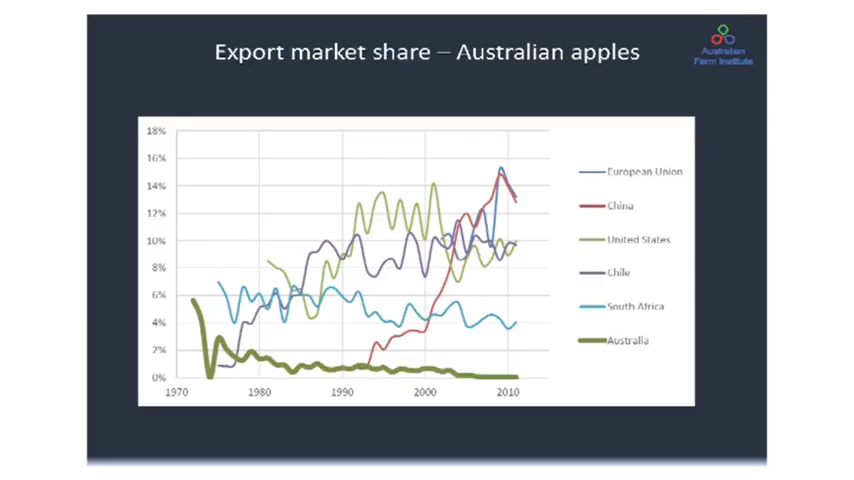 Export market share – Australian apples
Australian
Farm Institute
18%
16%
14%
12%
10%
8%
6%
4%
2%
0%
1970 1980 1990 2000 2010
European Union
China
United States
Chile
South Africa
Australia